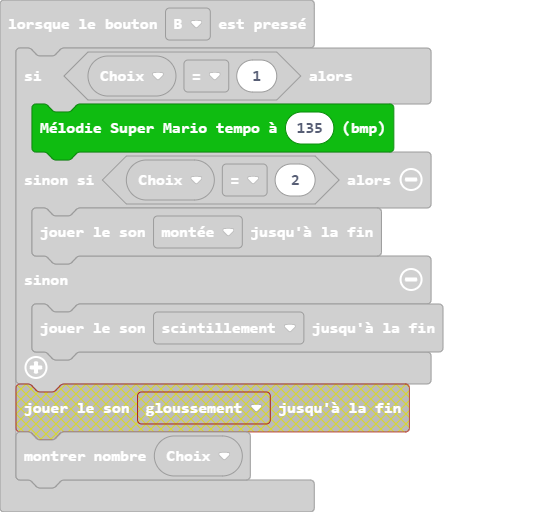 lorsque le bouton B est pressé
si Choix = 1 alors
Mélodie Super Mario tempo à 135 (bmp)
sinon si Choix = 2 alors
jouer le son montée jusqu'à la fin
sinon
jouer le son scintillement jusqu'à la fin
jouer le son gloussement jusqu'à la fin
montrer nombre Choix